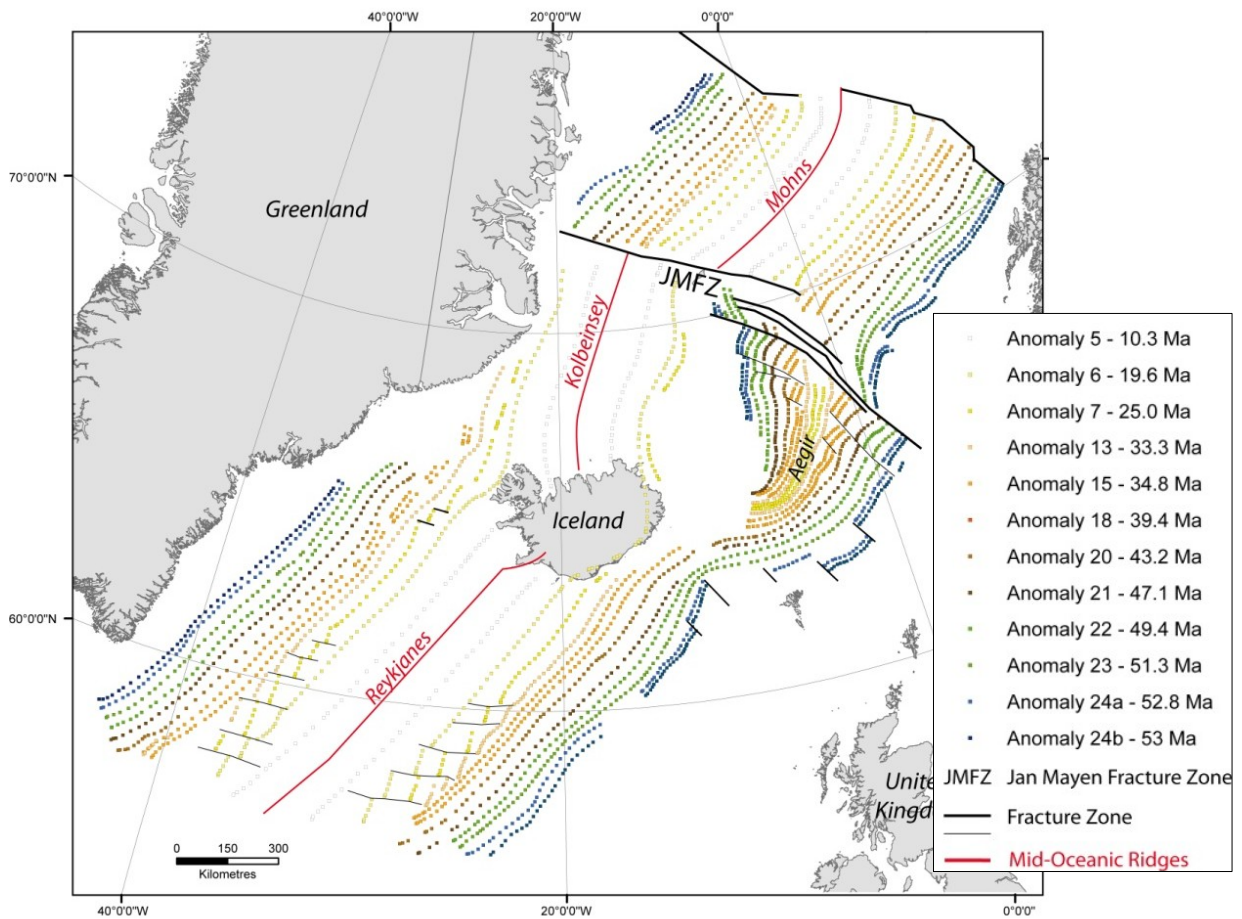 40°0'0"W
20°0'0"W
0°0'0"
70°0'0"N
Greenland
Mohns
JMFZ
Kolbeinsey
Aegir
Iceland
60°0'0"N
Reykjanes
United
Kingdo
0 150 300
Kilometres
40°0'0"W
20°0'0"W
0°0'0"
Anomaly 5 - 10.3 Ma
Anomaly 6 - 19.6 Ma
Anomaly 7 - 25.0 Ma
Anomaly 13 - 33.3 Ma
Anomaly 15 - 34.8 Ma
Anomaly 18 - 39.4 Ma
Anomaly 20 - 43.2 Ma
Anomaly 21 - 47.1 Ma
Anomaly 22 - 49.4 Ma
Anomaly 23 - 51.3 Ma
Anomaly 24a - 52.8 Ma
Anomaly 24b - 53 Ma
JMFZ Jan Mayen Fracture Zone
Fracture Zone
Mid-Oceanic Ridges